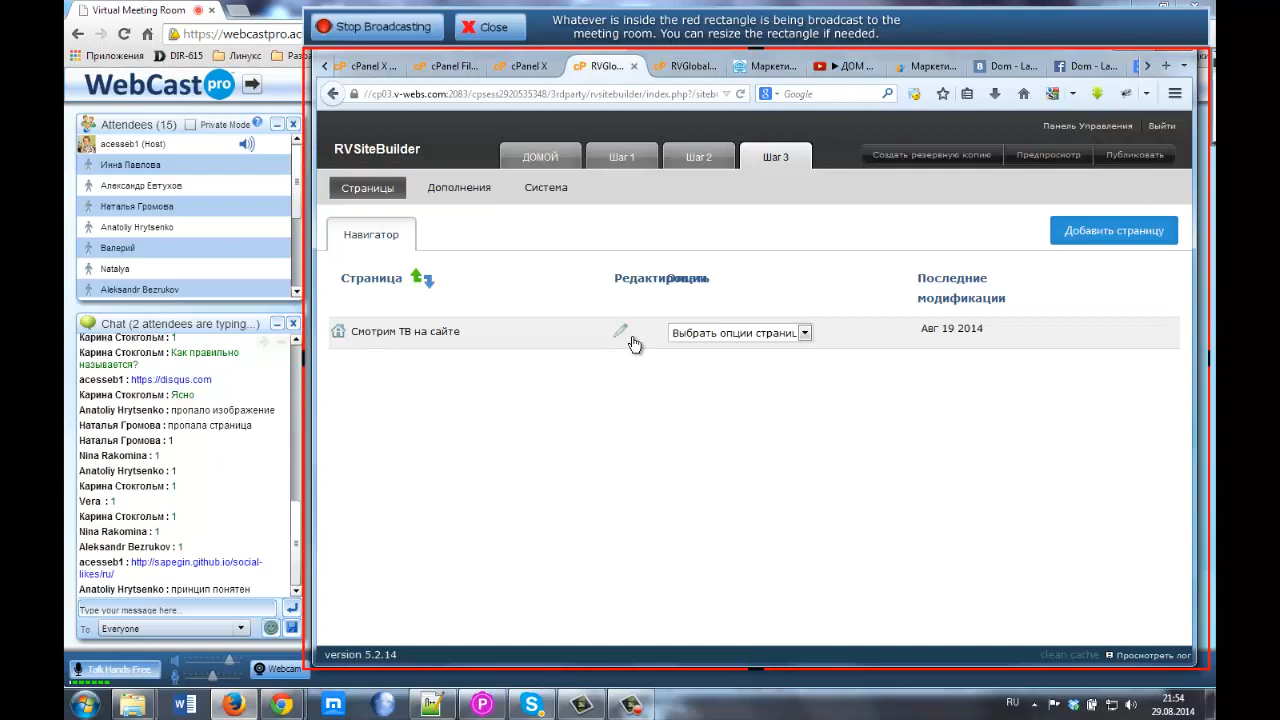 Virtual Meeting Room
https://webcastpro.ac
Приложения DIR-615 Линукс
WebCast pro
Attendees (15) Private Mode
acesseb1 (Host)
Инна Павлова
Александр Евтухов
Наталья Громова
Anatoliy Hrytsenko
Валерий
Natalya
Aleksandr Bezrukov
Chat (2 attendees are typing...)
Карина Стокгольм : 1
Карина Стокгольм : Как правильно
называется?
acesseb1 : https://disqus.com
Карина Стокгольм : Ясно
Anatoliy Hrytsenko : пропало изображение
Наталья Громова : пропала страница
Наталья Громова : 1
Nina Rakomina : 1
Anatoliy Hrytsenko : 1
Карина Стокгольм : 1
Vera : 1
Карина Стокгольм : 1
Nina Rakomina : 1
Aleksandr Bezrukov : 1
acesseb1 : http://sapegin.github.io/social-
likes/ru/
Anatoliy Hrytsenko : принцип понятен
Type your message here...
To Everyone
Talk Hands-Free Webcam
Stop Broadcasting Close
Whatever is inside the red rectangle is being broadcast to the
meeting room. You can resize the rectangle if needed.
cPanel X ... cPanel Fil... cPanel X RVGlo... RVGlobal... Маркети... ДОМ ... Маркети... Dom - La... Dom - La...
//cp03.v-webs.com:2083/cpsess2920535348/3rdparty/rvsitebuilder/index.php?/siteb Google
Панель Управления Выйти
RVSiteBuilder
ДОМОЙ Шаг 1 Шаг 2 Шаг 3
Создать резервную копию Предпросмотр Публиковать
Страницы Дополнения Система
Навигатор
Добавить страницу
Страница
Последние
модификации
Смотрим ТВ на сайте
Выбрать опции страниц
Авг 19 2014
version 5.2.14
clean cache Просмотреть лог
RU
21:54
29.08.2014